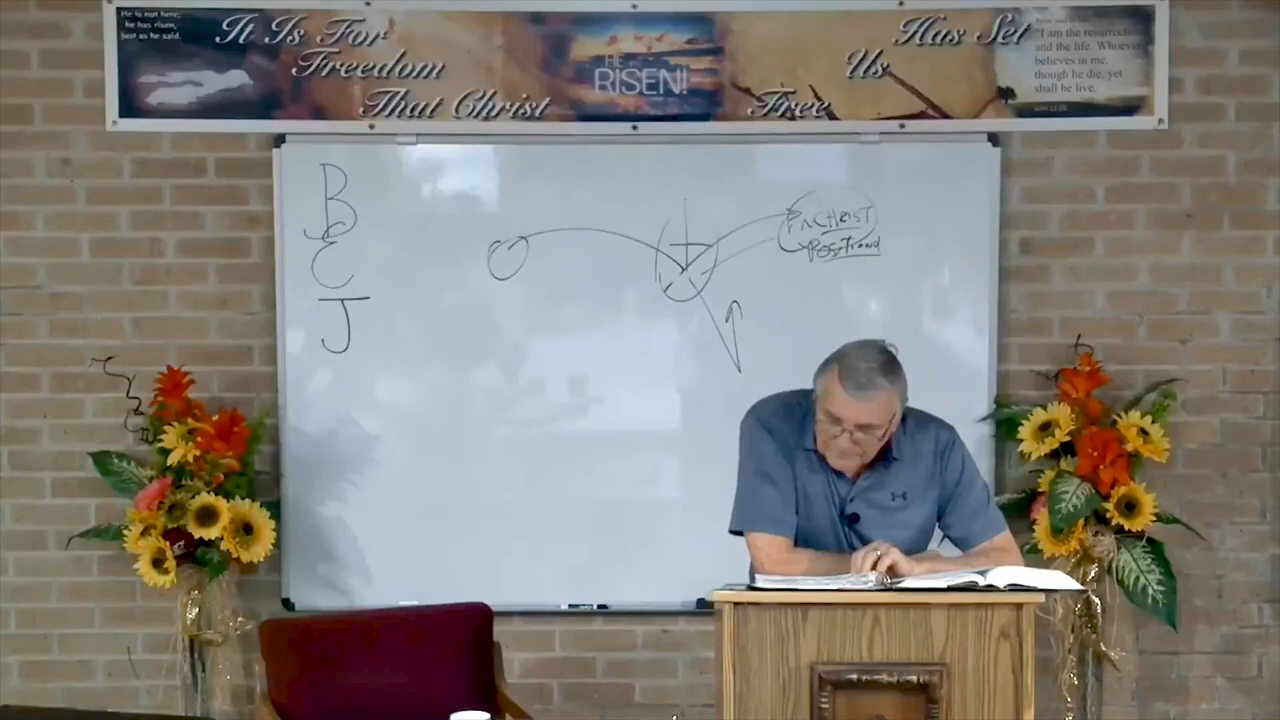 He is not here;
he has risen,
just as he said.
It Is For
Freedom
That Christ
HE
IS
RISEN!
Has Set
Us
Free
"I am the resurrection
and the life. Whoever
believes in me,
though he die, yet
shall he live,
B
C
J
IN CHRIST